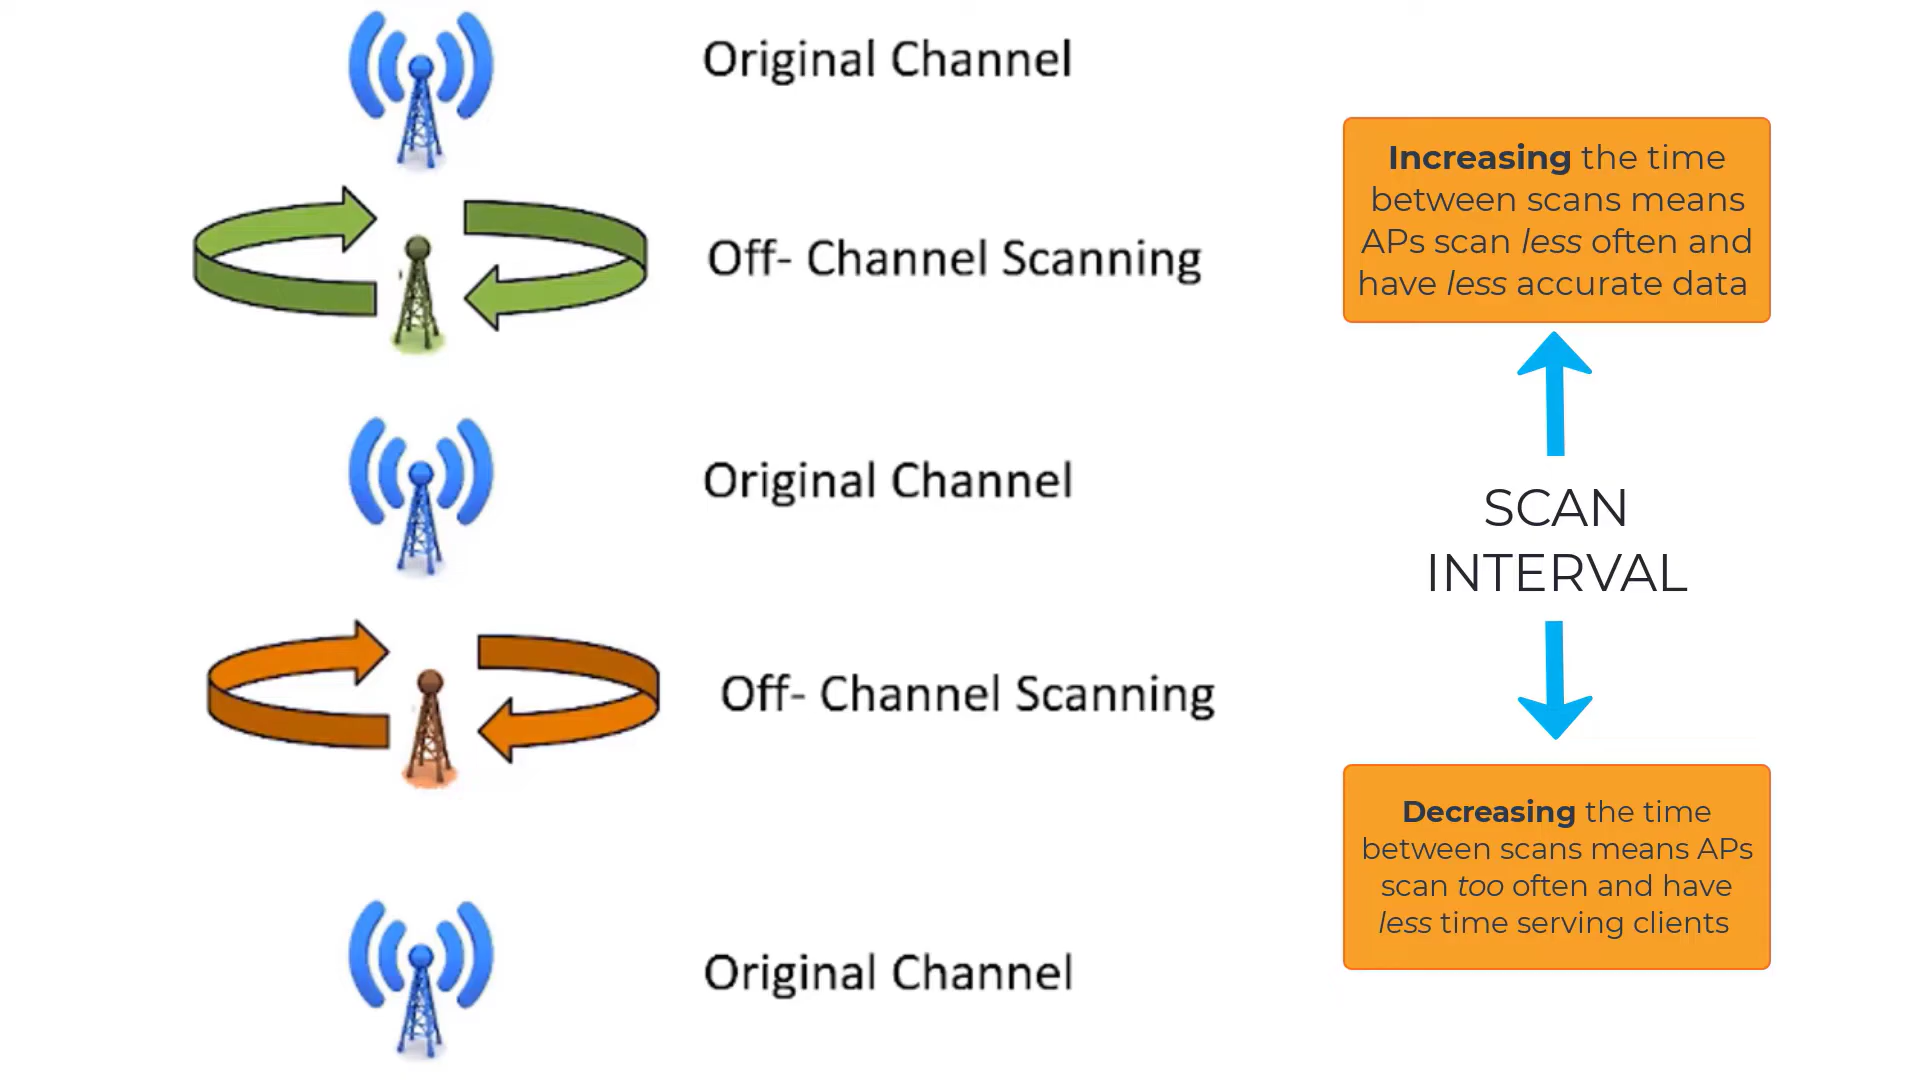 Original Channel
Off- Channel Scanning
Original Channel
Off- Channel Scanning
Original Channel
Increasing the time
between scans means
APs scan less often and
have less accurate data
SCAN
INTERVAL
Decreasing the time
between scans means APs
scan too often and have
less time serving clients